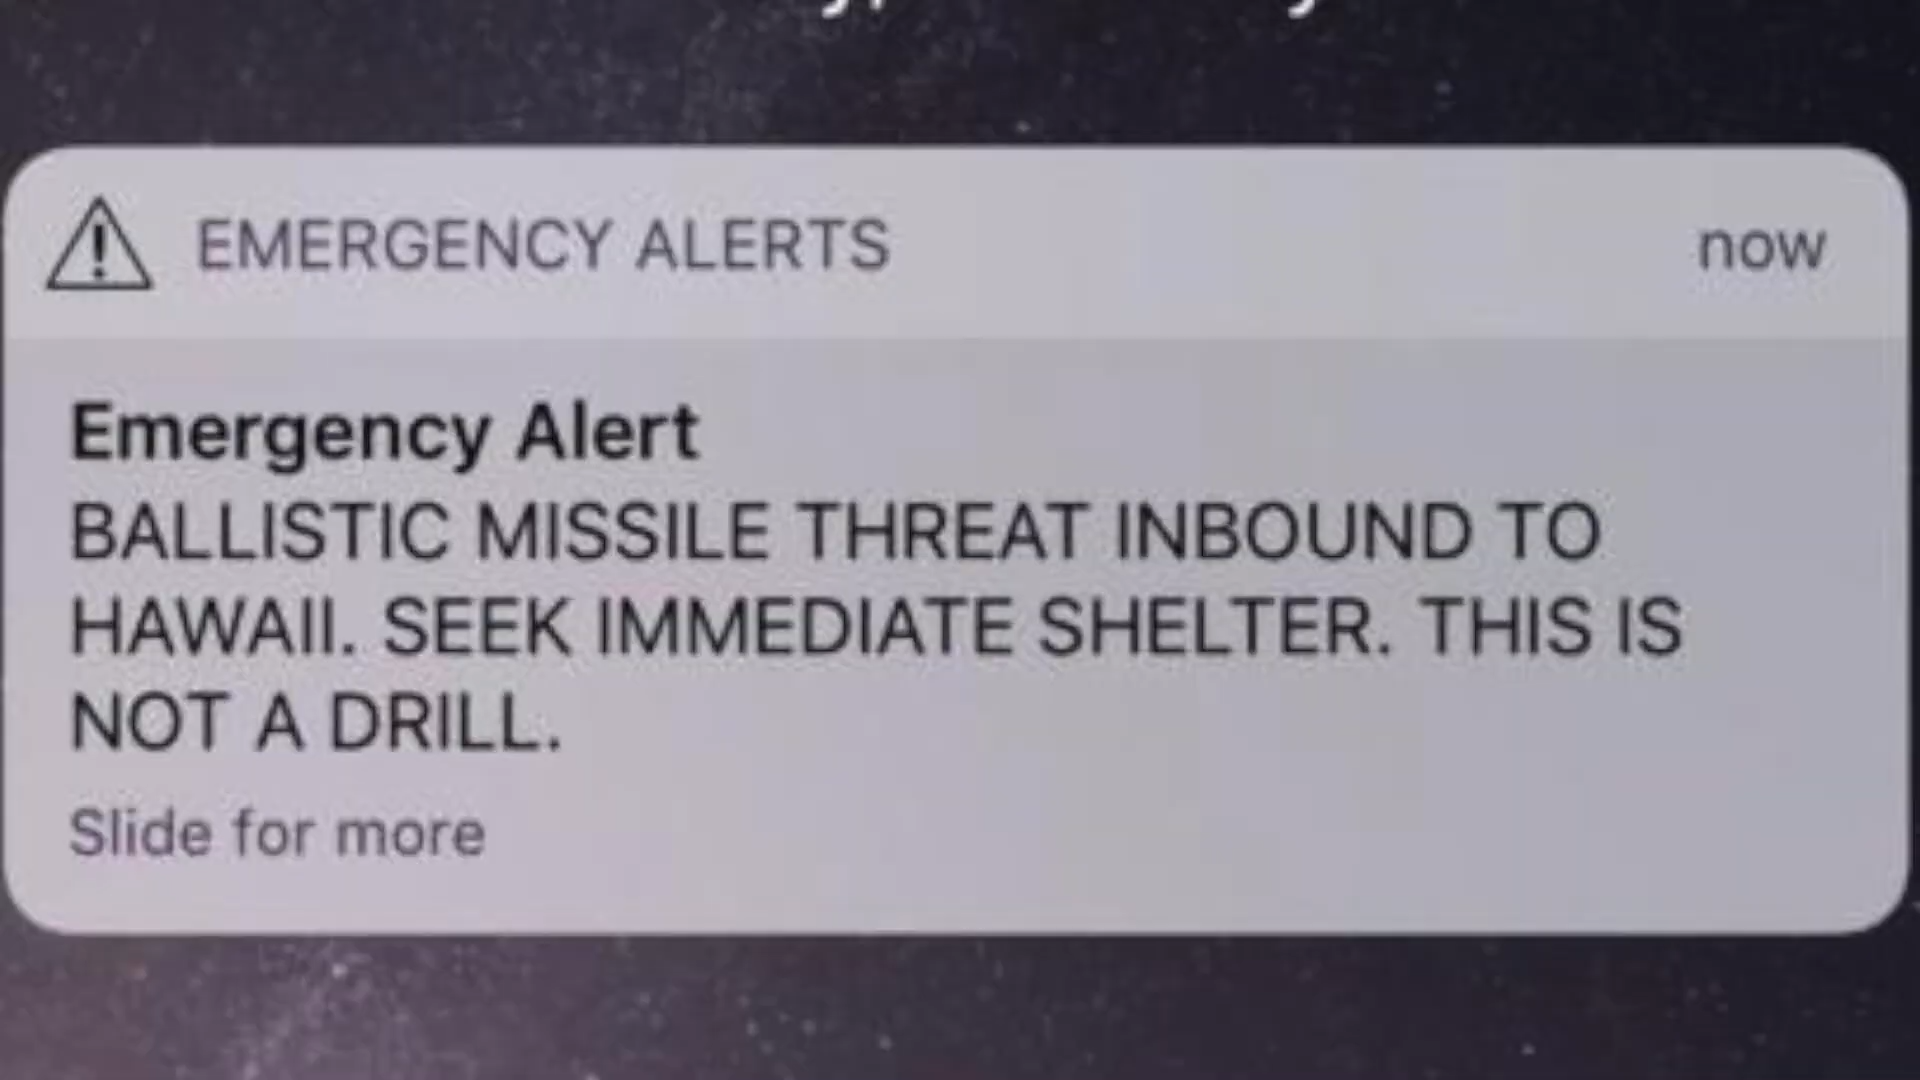 EMERGENCY ALERTS
now
Emergency Alert
BALLISTIC MISSILE THREAT INBOUND TO
HAWAII. SEEK IMMEDIATE SHELTER. THIS IS
NOT A DRILL.
Slide for more